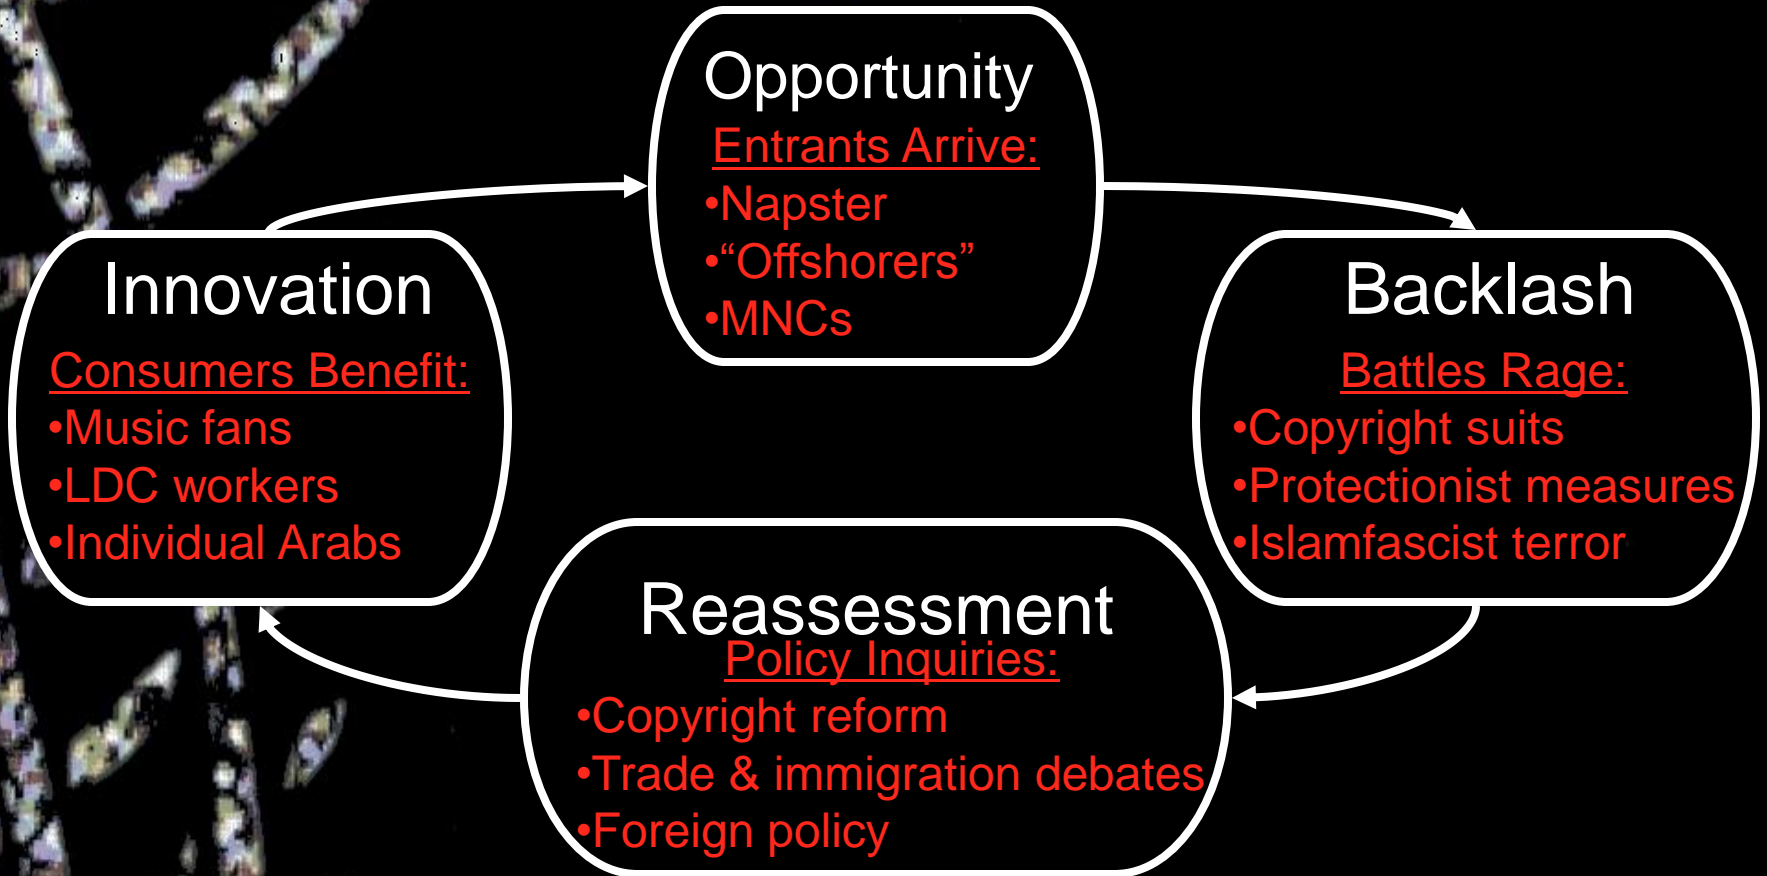 Opportunity
Entrants Arrive:
•Napster
•“Offshorers”
•MNCs
Innovation
Consumers Benefit:
•Music fans
•LDC workers
•Individual Arabs
Backlash
Battles Rage:
•Copyright suits
•Protectionist measures
•Islamfascist terror
Reassessment
Policy Inquiries:
•Copyright reform
•Trade & immigration debates
•Foreign policy